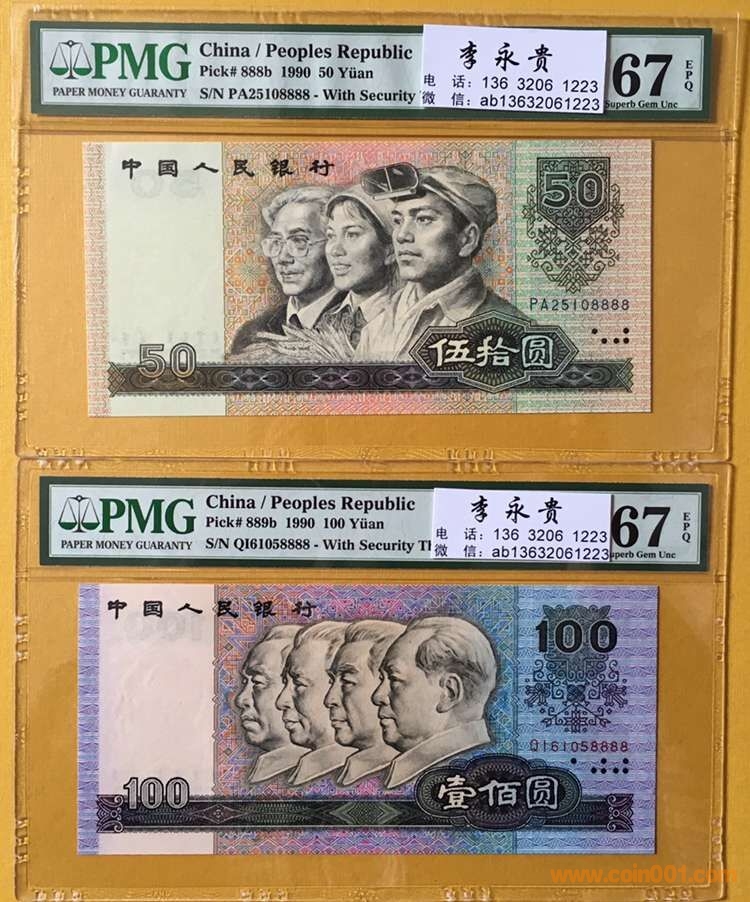 PMG
PAPER MONEY GUARANTY
China / Peoples Republic
Pick# 888b 1990 50 Yüan
S/N PA25108888 - With Security
李永贵
电 话: 136 3206 1223
微 信: ab13632061223
67 EPQ
Superb Gem Unc
中国人民银行
50
PA25108888
50
伍拾圆
PMG
PAPER MONEY GUARANTY
China / Peoples Republic
Pick# 889b 1990 100 Yüan
S/N QI61058888 - With Security Th
李永贵
电 话: 136 3206 1223
微 信: ab13632061223
67 EPQ
perb Gem Unc
中国人民银行
100
QI61058888
100
壹佰圆
www.coin001.com